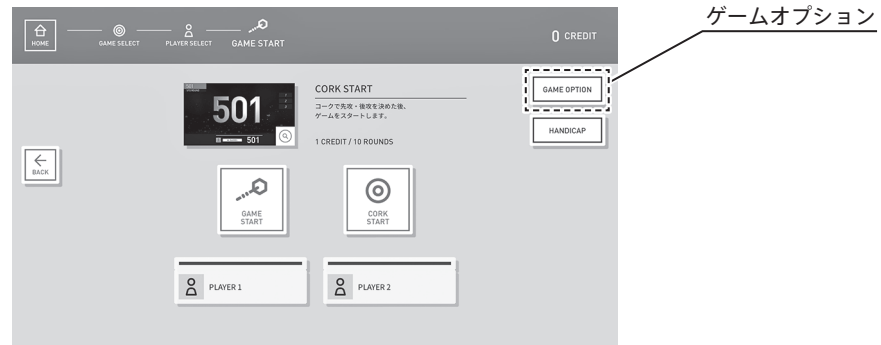 ゲームオプション
HOME
GAME SELECT
PLAYER SELECT
GAME START
0 CREDIT
501
501
CORK START
コークで先攻・後攻を決めた後、
ゲームをスタートします。
1 CREDIT / 10 ROUNDS
GAME OPTION
HANDICAP
BACK
GAME
START
CORK
START
PLAYER 1
PLAYER 2